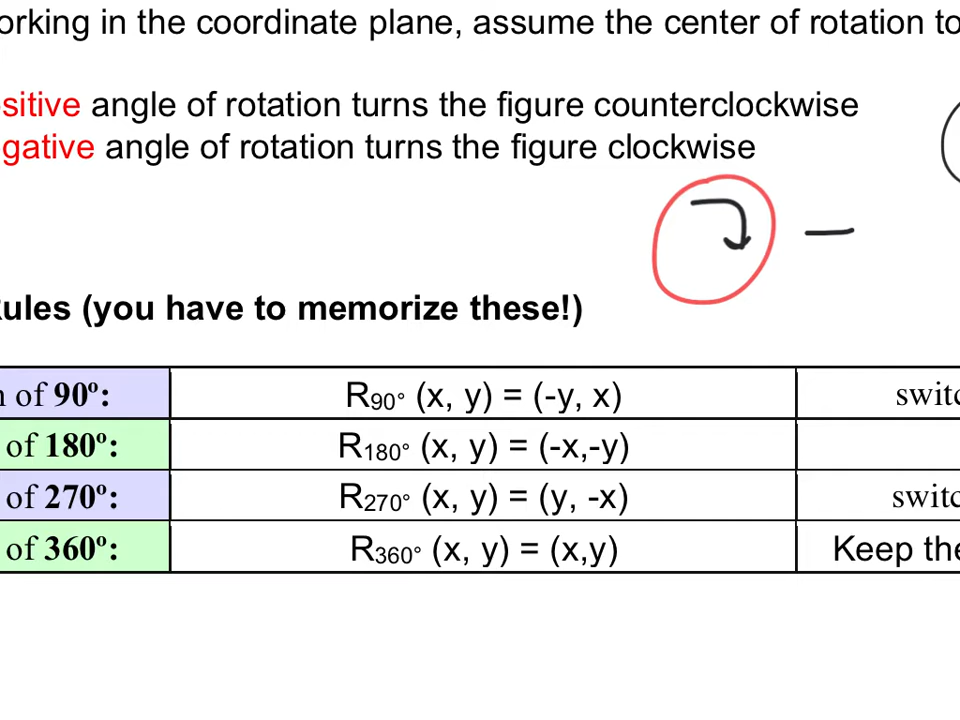 orking in the coordinate plane, assume the center of rotation to
sitive angle of rotation turns the figure counterclockwise
gative angle of rotation turns the figure clockwise
–
ules (you have to memorize these!)
n of 90º: R90° (x, y) = (-y, x) switc
of 180º: R180° (x, y) = (-x,-y)
of 270º: R270° (x, y) = (y, -x) switc
of 360º: R360° (x, y) = (x,y) Keep the